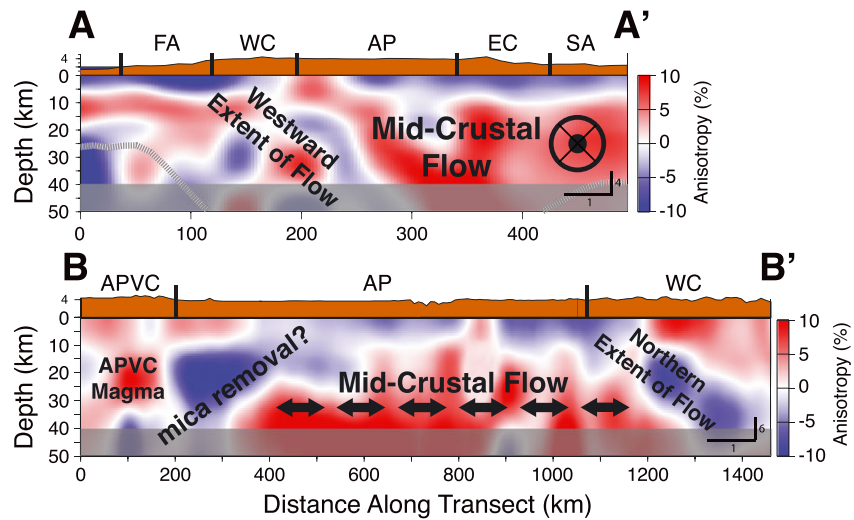 A A'
FA WC AP EC SA
4
2
0
10
20
30
40
50
Depth (km)
Westward
Extent of Flow
Mid-Crustal
Flow
4
1
10
5
0
-5
-10
Anisotropy (%)
0 100 200 300 400
B B'
APVC AP WC
4
0
10
20
30
40
50
Depth (km)
APVC
Magma
mica removal?
Mid-Crustal Flow
Northern
Extent of Flow
6
1
10
5
0
-5
-10
Anisotropy (%)
0 200 400 600 800 1000 1200 1400
Distance Along Transect (km)